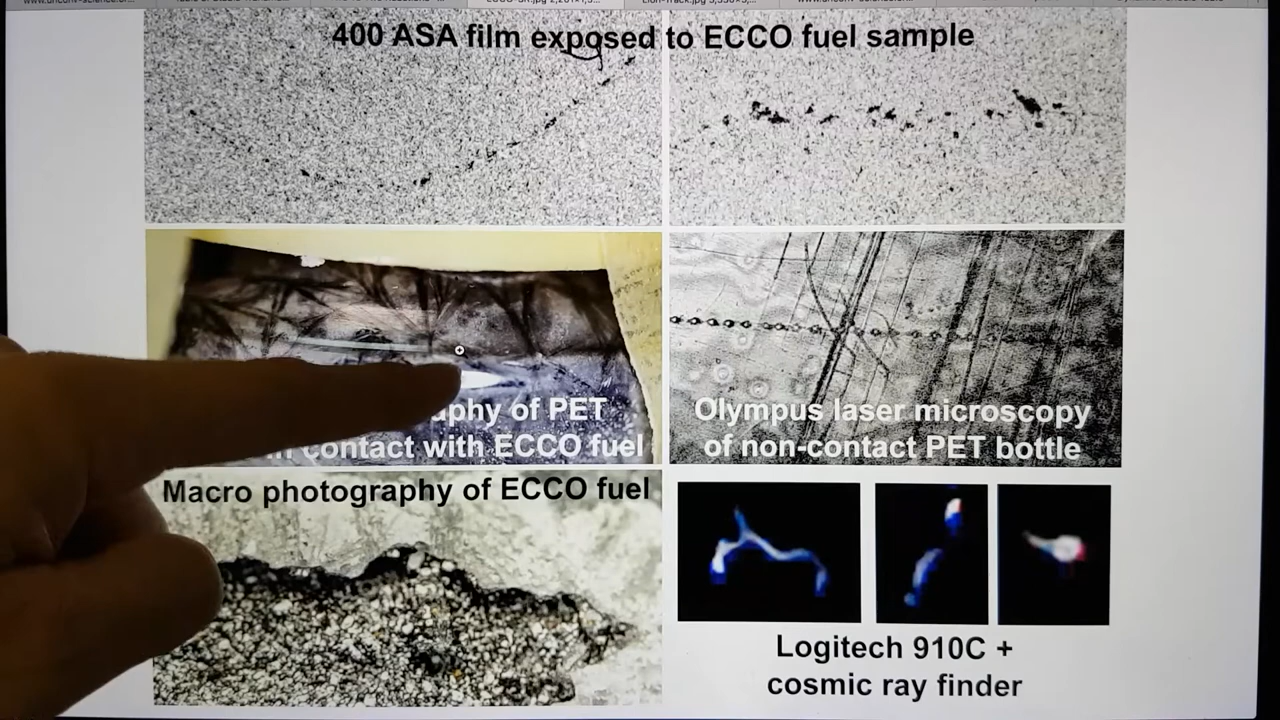 400 ASA film exposed to ECCO fuel sample
of PET
contact with ECCO fuel
Olympus laser microscopy
of non-contact PET bottle
Macro photography of ECCO fuel
Logitech 910C +
cosmic ray finder